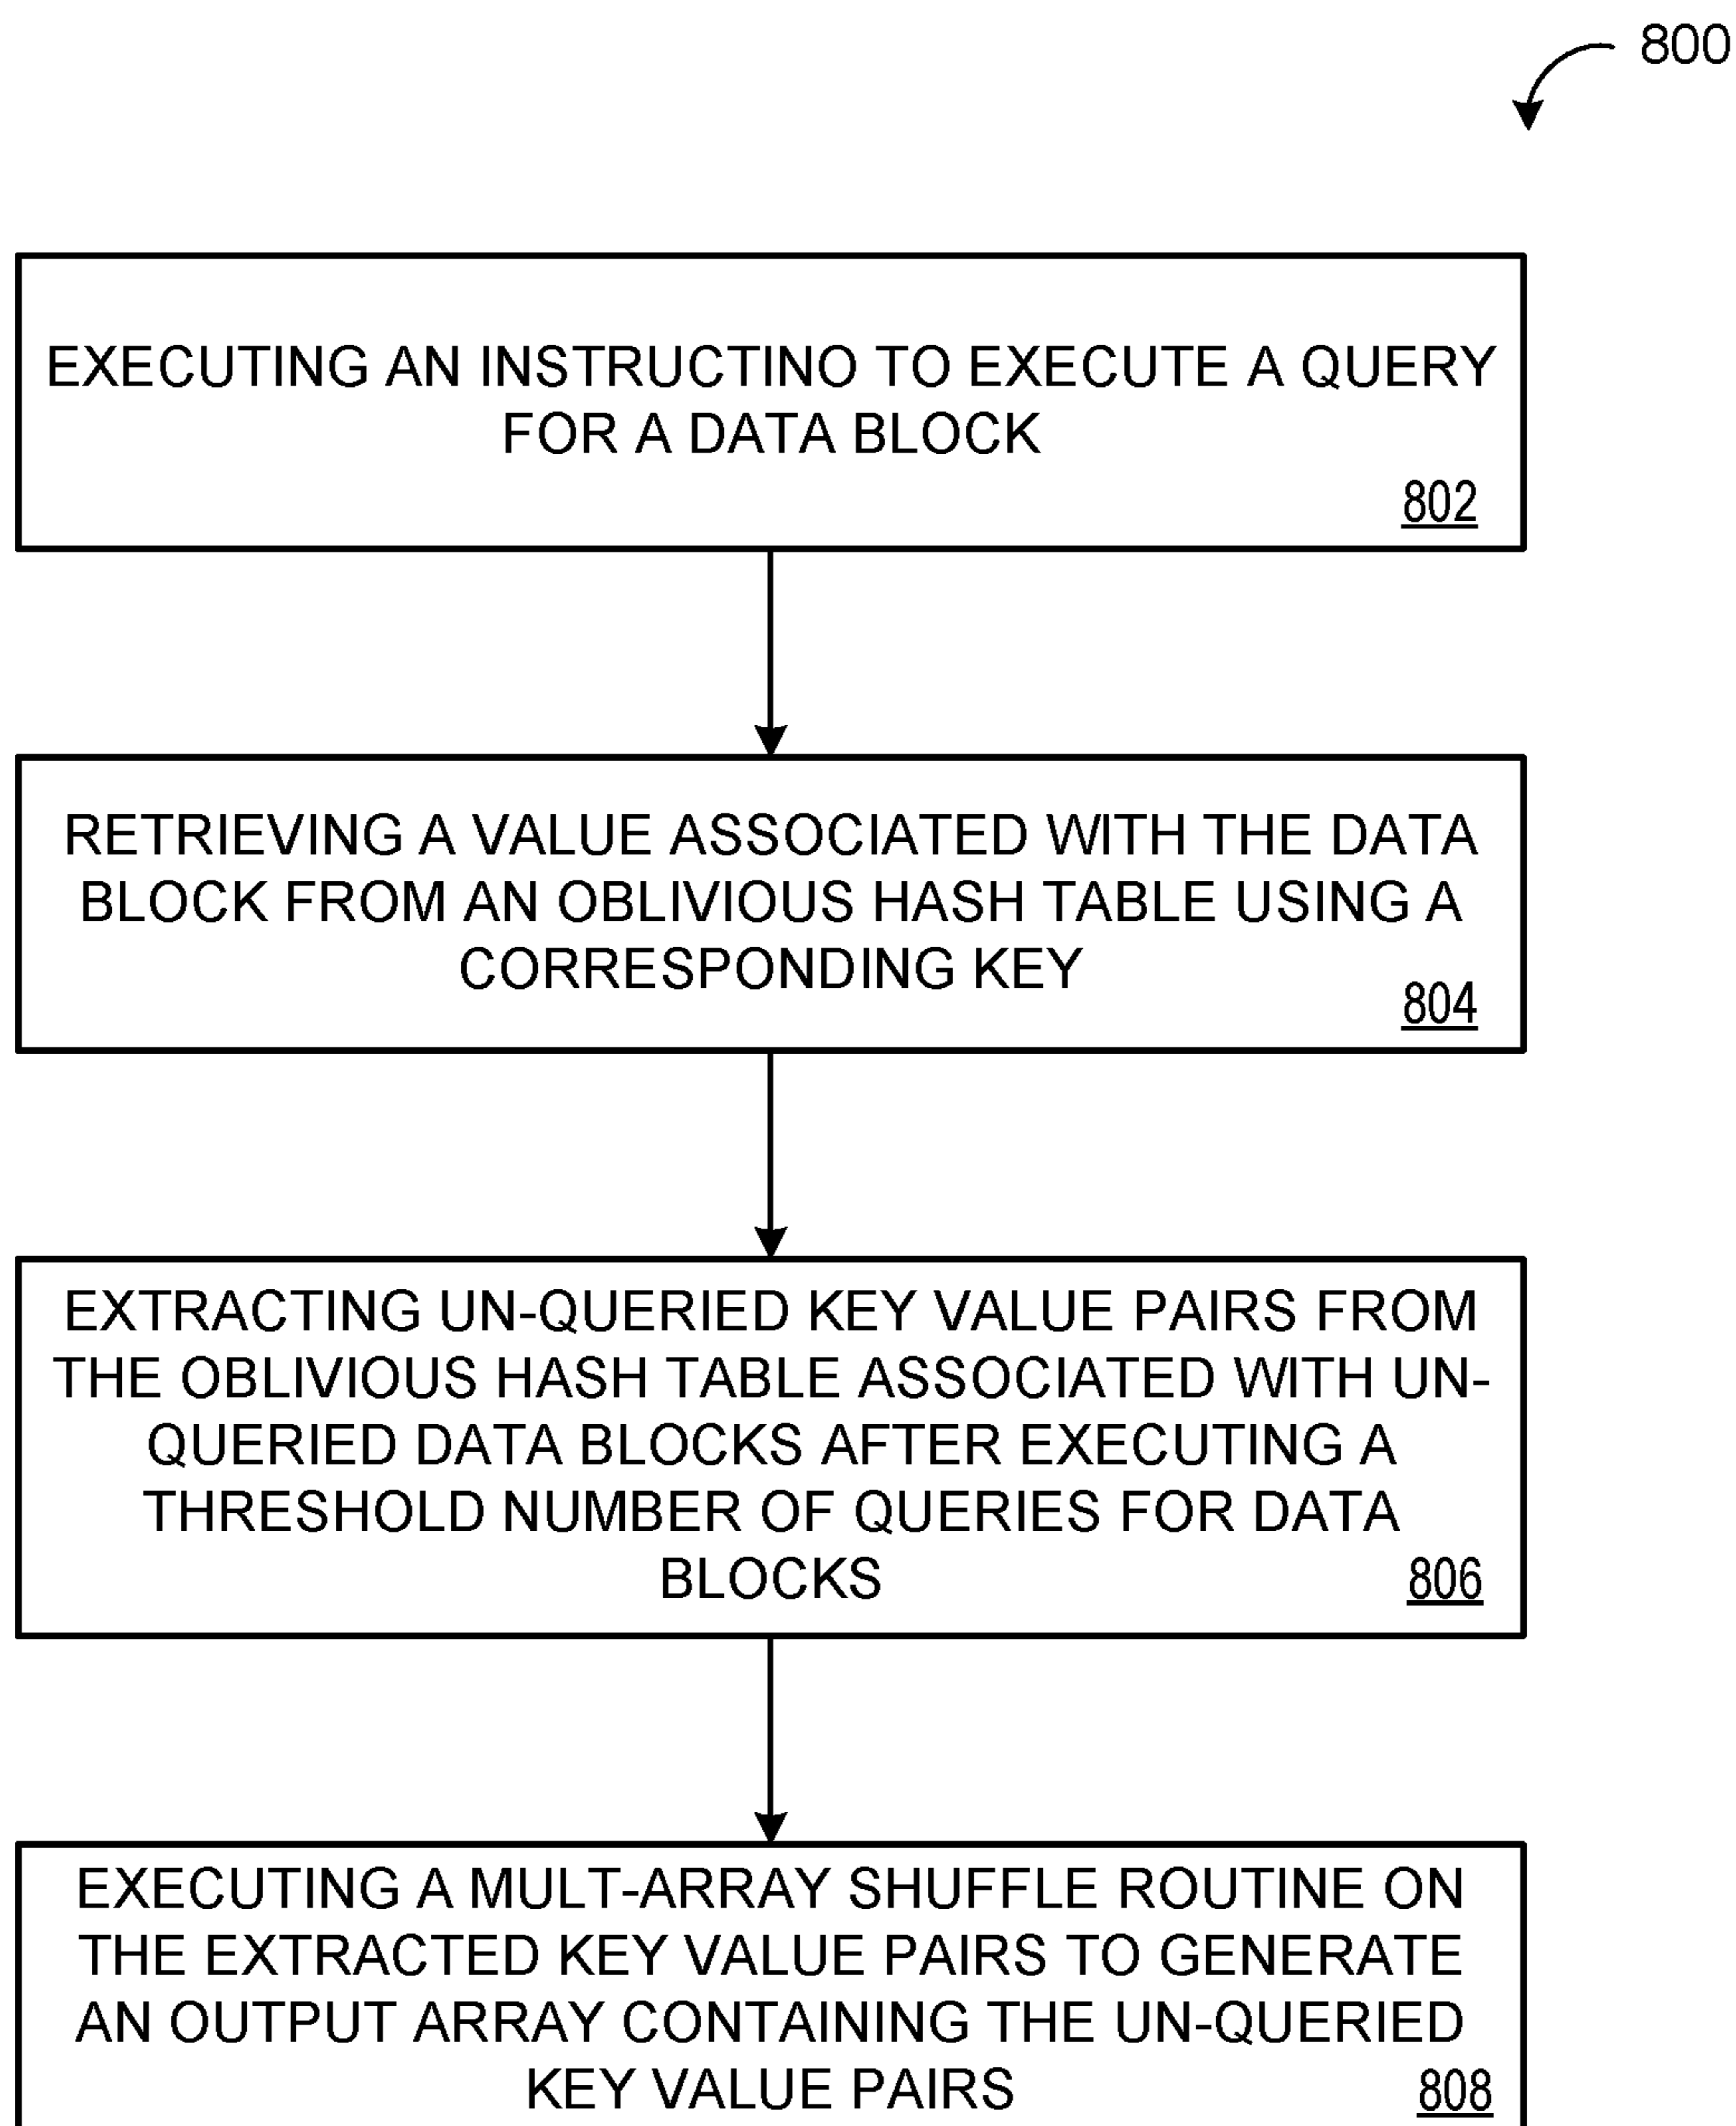 800
EXECUTING AN INSTRUCTINO TO EXECUTE A QUERY
FOR A DATA BLOCK
802
RETRIEVING A VALUE ASSOCIATED WITH THE DATA
BLOCK FROM AN OBLIVIOUS HASH TABLE USING A
CORRESPONDING KEY
804
EXTRACTING UN-QUERIED KEY VALUE PAIRS FROM
THE OBLIVIOUS HASH TABLE ASSOCIATED WITH UN-
QUERIED DATA BLOCKS AFTER EXECUTING A
THRESHOLD NUMBER OF QUERIES FOR DATA
BLOCKS
806
EXECUTING A MULT-ARRAY SHUFFLE ROUTINE ON
THE EXTRACTED KEY VALUE PAIRS TO GENERATE
AN OUTPUT ARRAY CONTAINING THE UN-QUERIED
KEY VALUE PAIRS
808